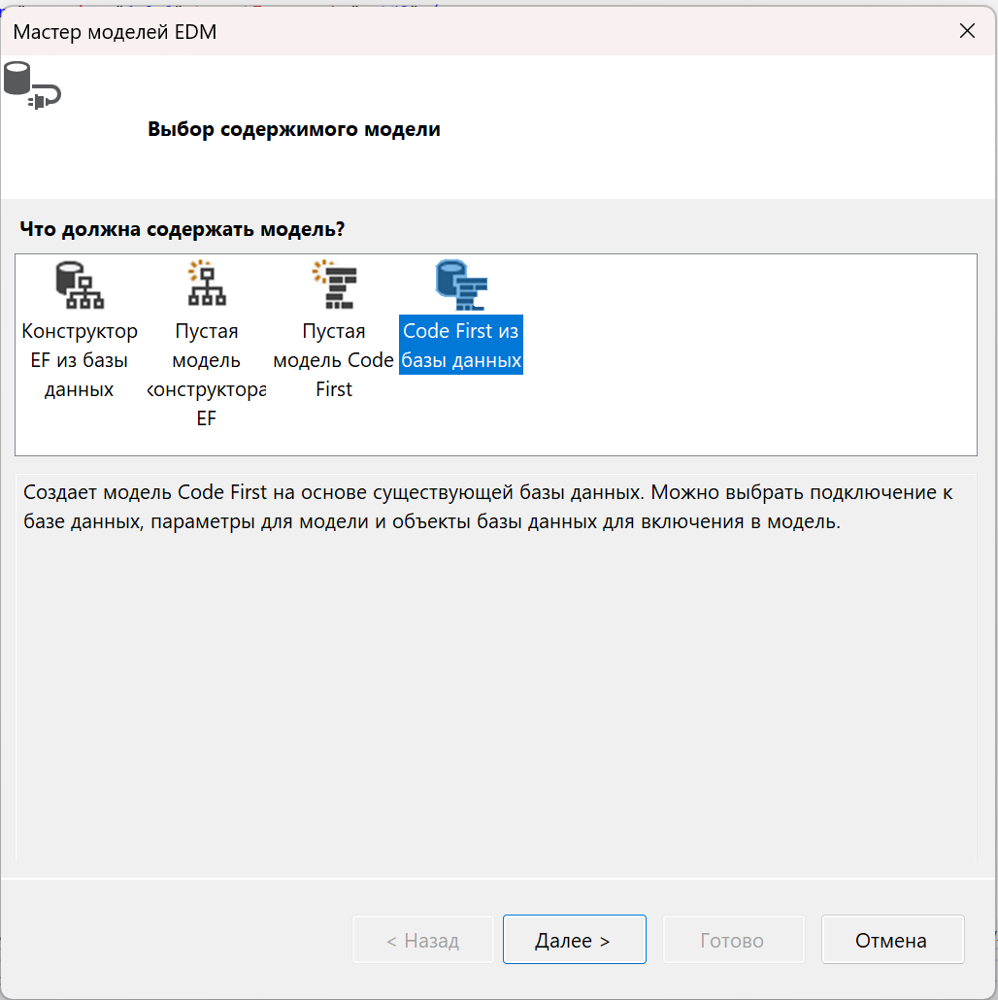 Мастер моделей EDM
Выбор содержимого модели
Что должна содержать модель?
Конструктор
EF из базы
данных
Пустая
модель
конструктора
EF
Пустая
модель Code
First
Code First из
базы данных
Создает модель Code First на основе существующей базы данных. Можно выбрать подключение к
базе данных, параметры для модели и объекты базы данных для включения в модель.
< Назад
Далее >
Готово
Отмена